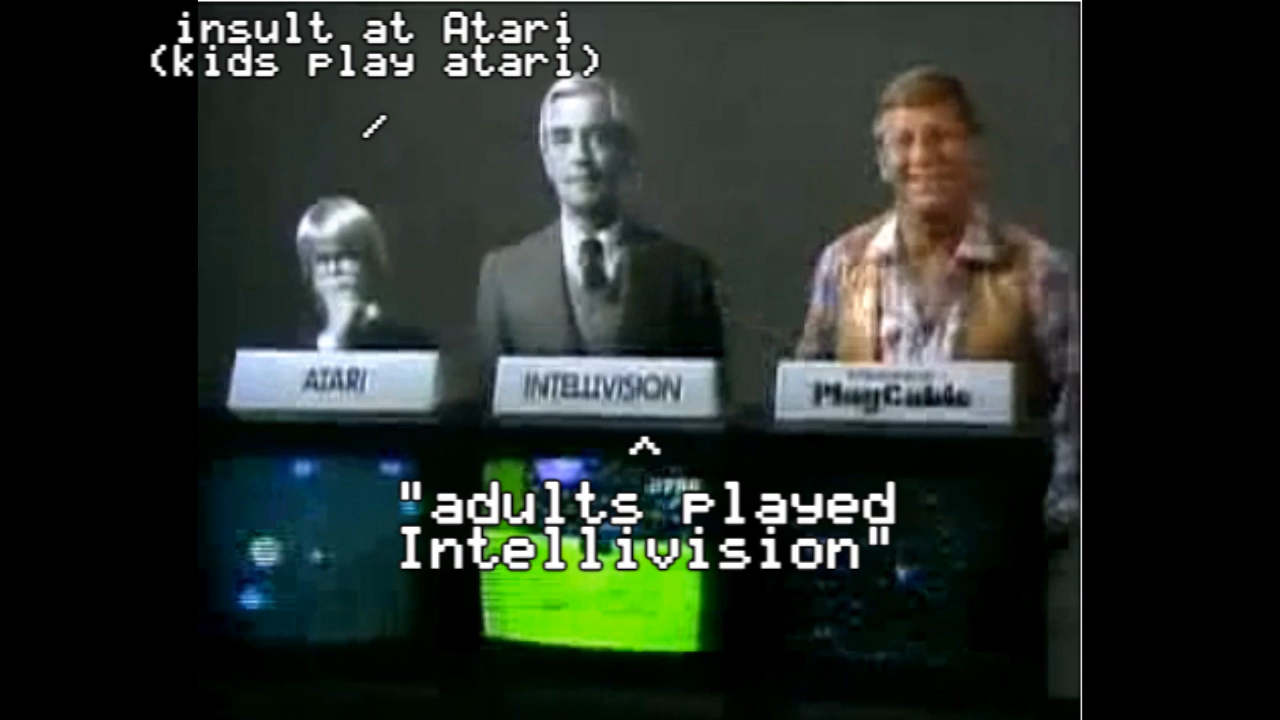 insult at Atari
(kids play atari)
ATARI
INTELLIVISION
PlayCable
"adults played
Intellivision"